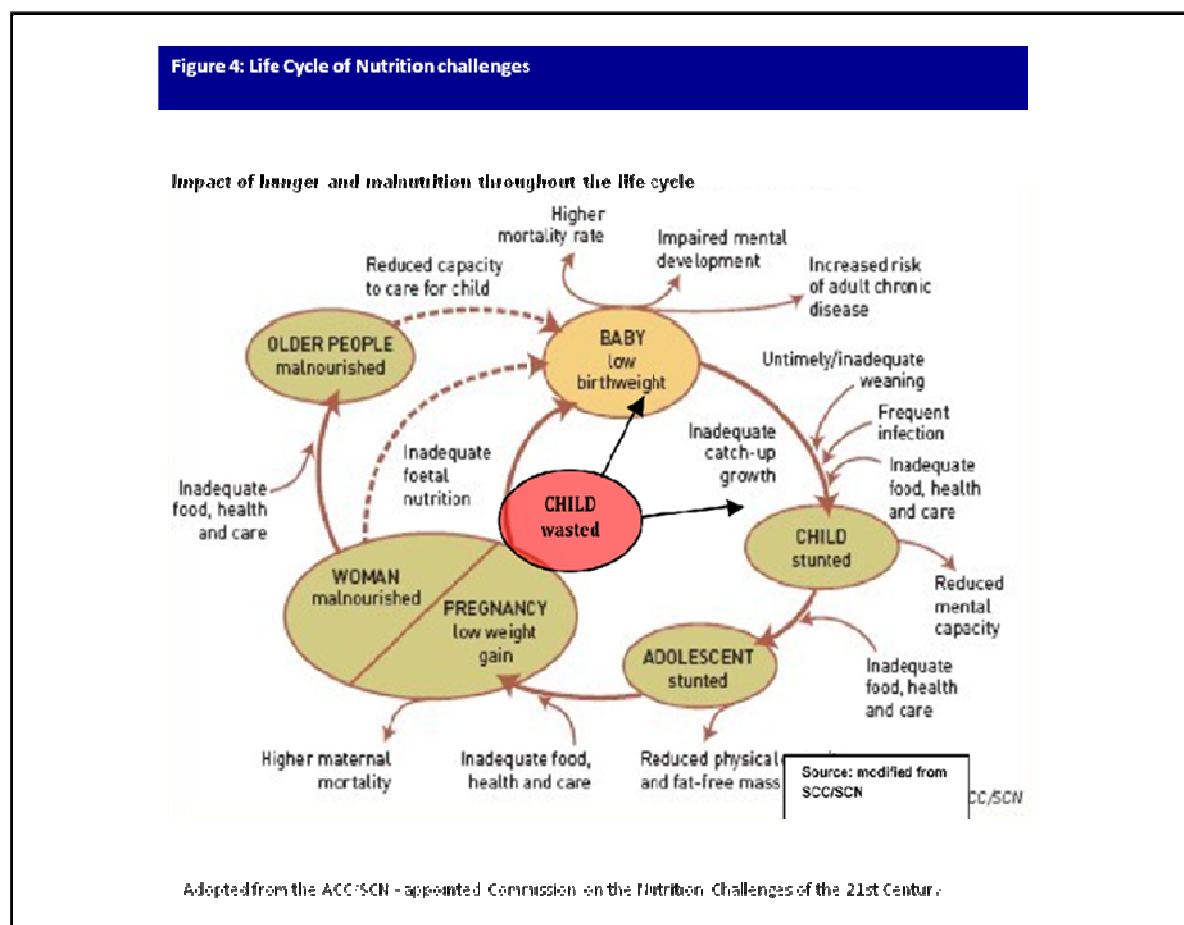 Figure 4: Life Cycle of Nutrition challenges
Impact of hunger and malnutrition throughout the life cycle
Higher
mortality rate
Impaired mental
development
Increased risk
of adult chronic
disease
Reduced capacity
to care for child
OLDER PEOPLE
malnourished
BABY
low
birthweight
Untimely/inadequate
weaning
Frequent
infection
Inadequate
food, health
and care
Inadequate
catch-up
growth
Inadequate
foetal
nutrition
Inadequate
food, health
and care
CHILD
wasted
CHILD
stunted
Reduced
mental
capacity
WOMAN
malnourished
PREGNANCY
low weight
gain
ADOLESCENT
stunted
Inadequate
food, health
and care
Higher maternal
mortality
Inadequate food,
health and care
Reduced physical
and fat-free mass
Source: modified from
SCC/SCN
CC/SCN
Adopted from the ACC/SCN - appointed Commission on the Nutrition Challenges of the 21st Century